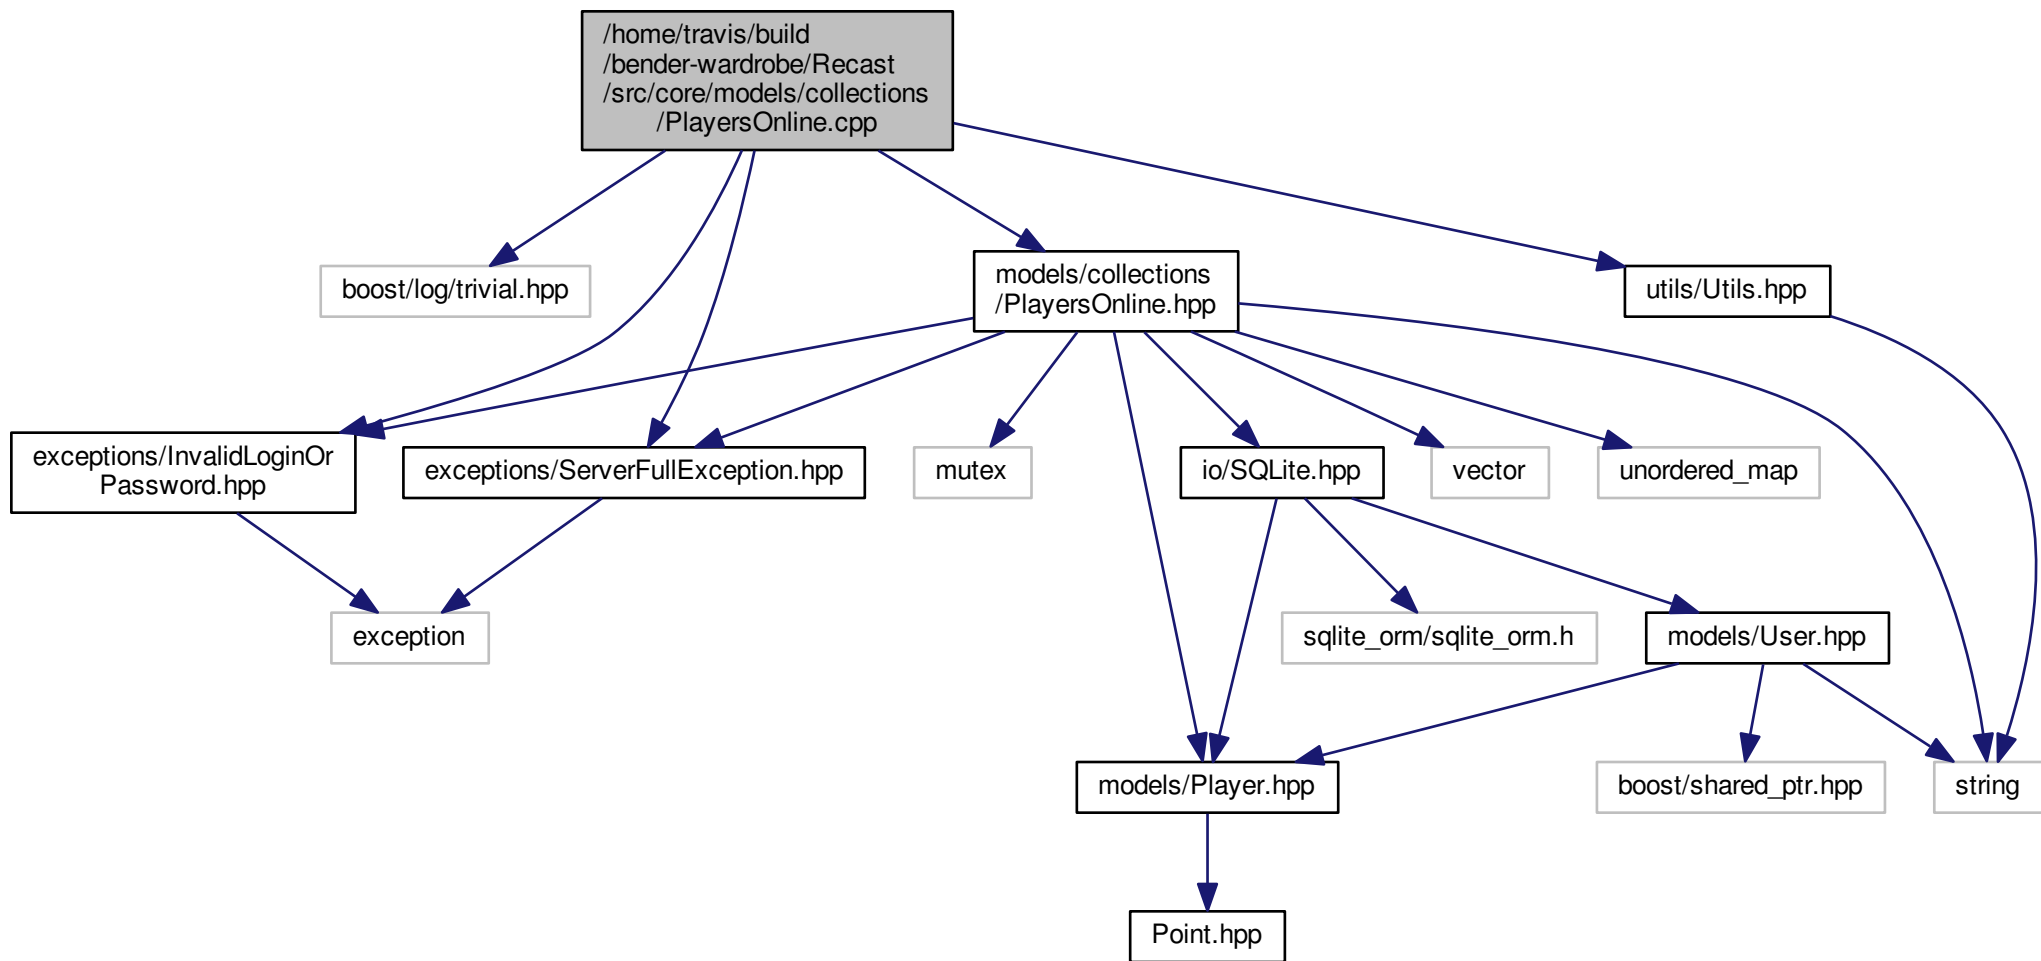 /home/travis/build
/bender-wardrobe/Recast
/src/core/models/collections
/PlayersOnline.cpp
boost/log/trivial.hpp
models/collections
/PlayersOnline.hpp
utils/Utils.hpp
exceptions/InvalidLoginOr
Password.hpp
exceptions/ServerFullException.hpp
mutex
io/SQLite.hpp
vector
unordered_map
exception
sqlite_orm/sqlite_orm.h
models/User.hpp
models/Player.hpp
boost/shared_ptr.hpp
string
Point.hpp